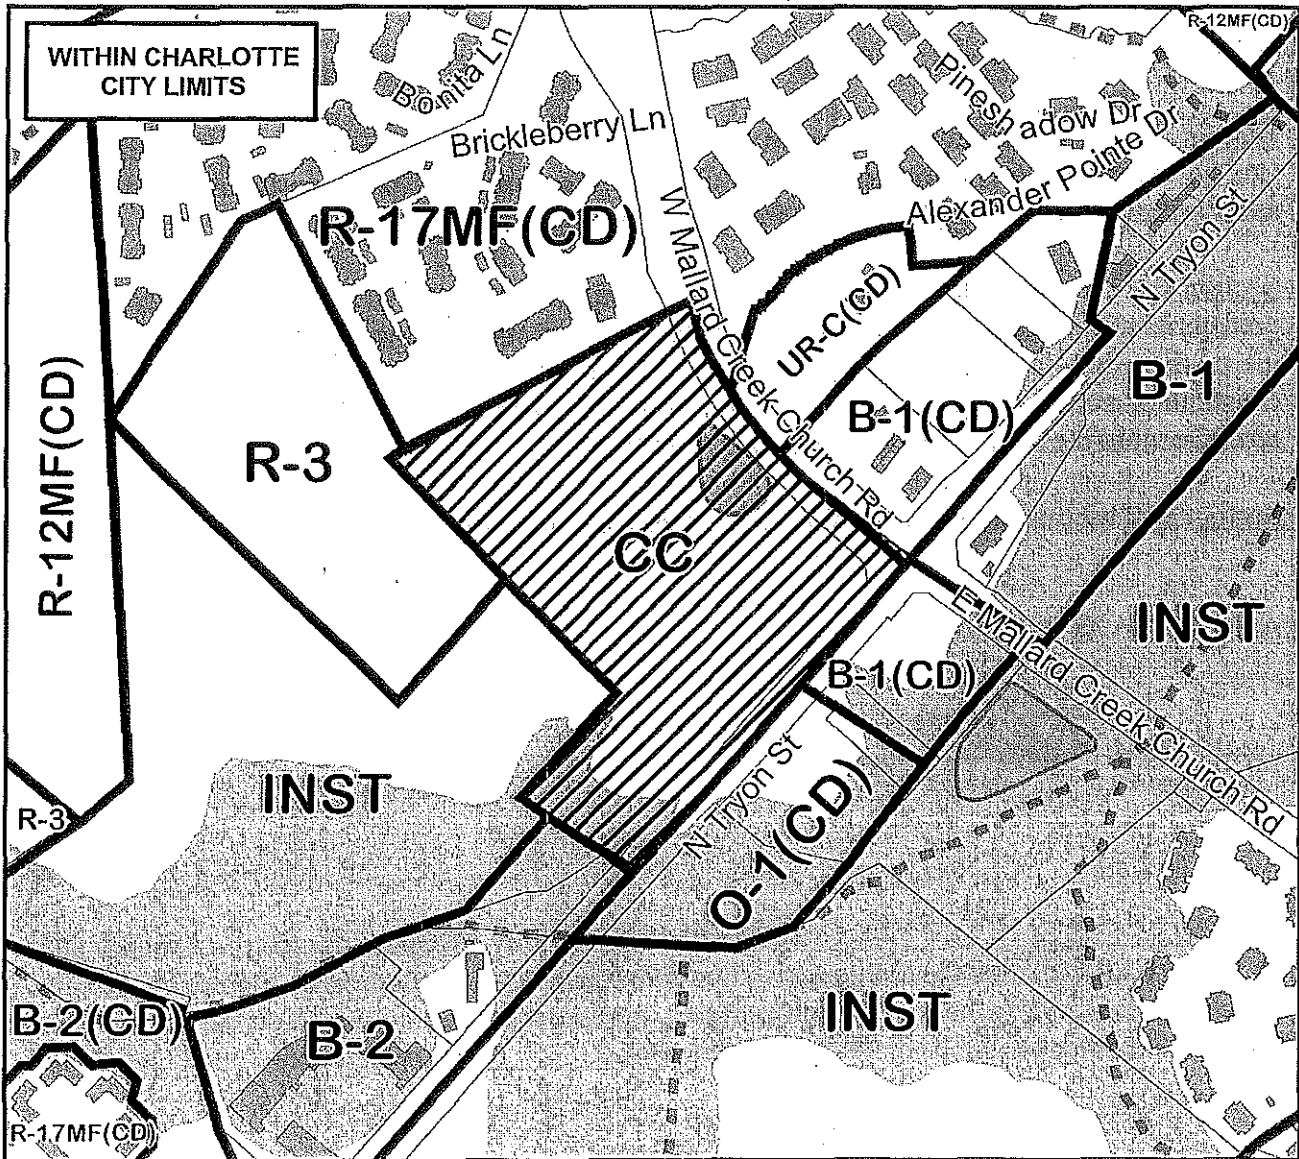 WITHIN CHARLOTTE
CITY LIMITS
R-12MF(CD)
Bonita Ln
Brickleberry Ln
Pineshadow Dr
Alexander Pointe Dr
R-17MF(CD)
W Mallard Creek Church Rd
N Tryon St
UR-C(CD)
B-1
B-1(CD)
R-12MF(CD)
R-3
CC
INST
E Mallard Creek Church Rd
B-1(CD)
N Tryon St
INST
R-3
O-1(CD)
B-2(CD)
B-2
INST
R-17MF(CD)